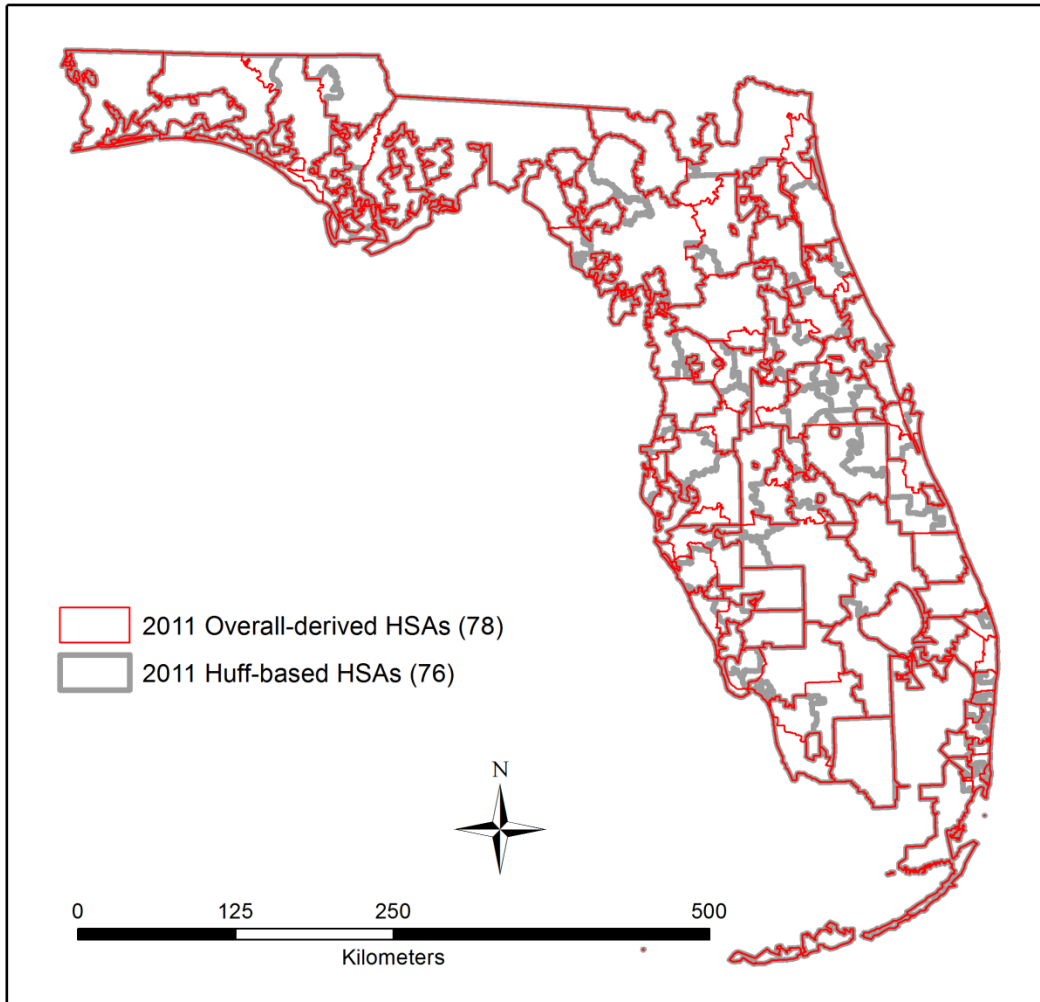 2011 Overall-derived HSAs (78)
2011 Huff-based HSAs (76)
N
0 125 250 500
Kilometers